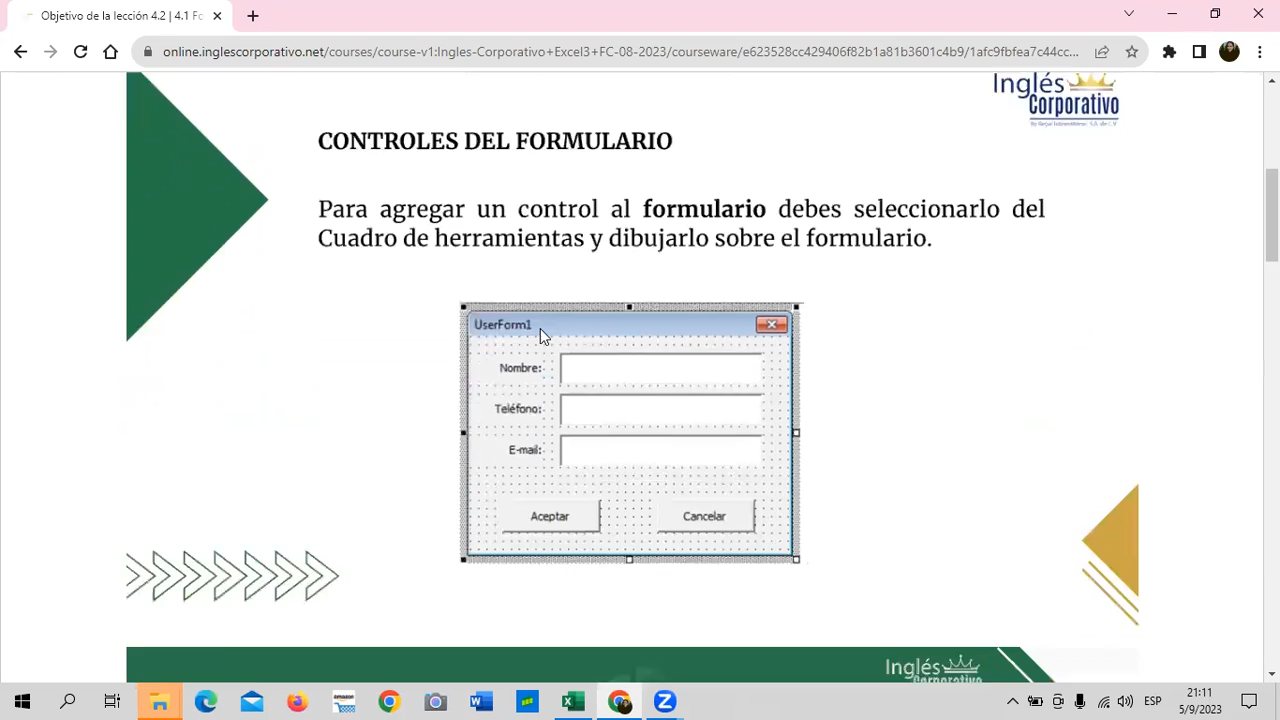 Objetivo de la lección 4.2 | 4.1 Fo
online.inglescorporativo.net/courses/course-v1:Ingles-Corporativo+Excel3+FC-08-2023/courseware/e623528cc429406f82b1a81b3601c4b9/1afc9fbfea7c44cc...
Inglés
Corporativo
CONTROLES DEL FORMULARIO
Para agregar un control al formulario debes seleccionarlo del
Cuadro de herramientas y dibujarlo sobre el formulario.
UserForm1
Nombre:
Teléfono:
E-mail:
Aceptar
Cancelar
Inglés
Corporativo
amazon
ESP
21:11
5/9/2023